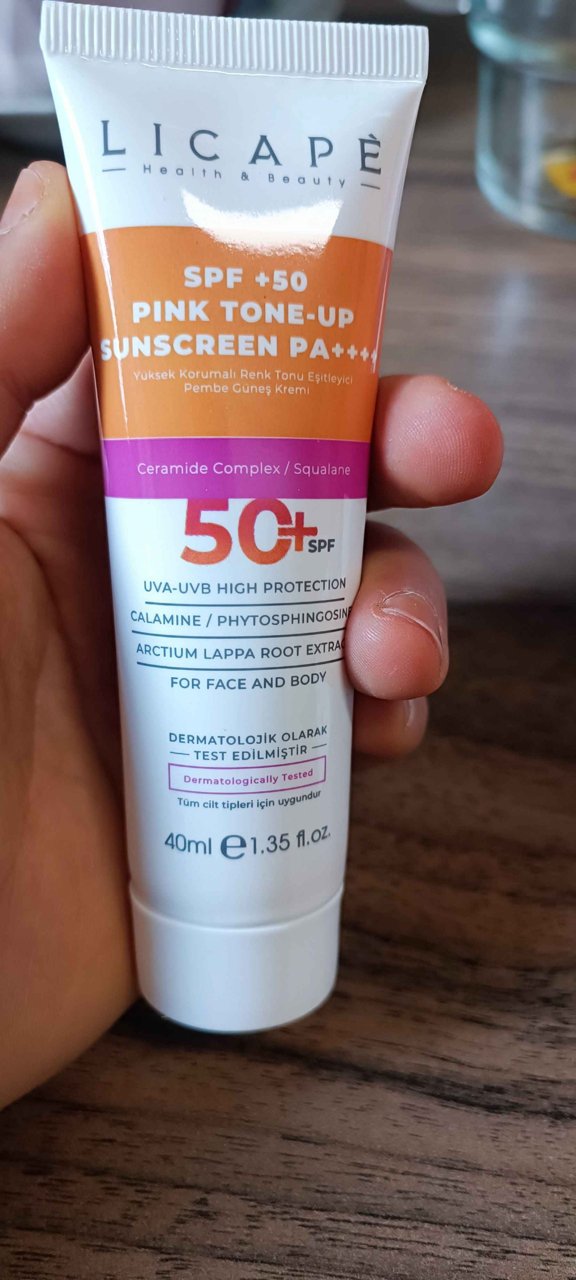 LICAPÈ
Health & Beauty
SPF +50
PINK TONE-UP
SUNSCREEN PA++++
Yüksek Korumalı Renk Tonu Eşitleyici
Pembe Güneş Kremi
Ceramide Complex / Squalane
50+ SPF
UVA-UVB HIGH PROTECTION
CALAMINE / PHYTOSPHINGOSINE
ARCTIUM LAPPA ROOT EXTRAC
FOR FACE AND BODY
DERMATOLOJİK OLARAK
TEST EDİLMİŞTİR
Dermatologically Tested
Tüm cilt tipleri için uygundur
40ml e 1.35 fl.oz.